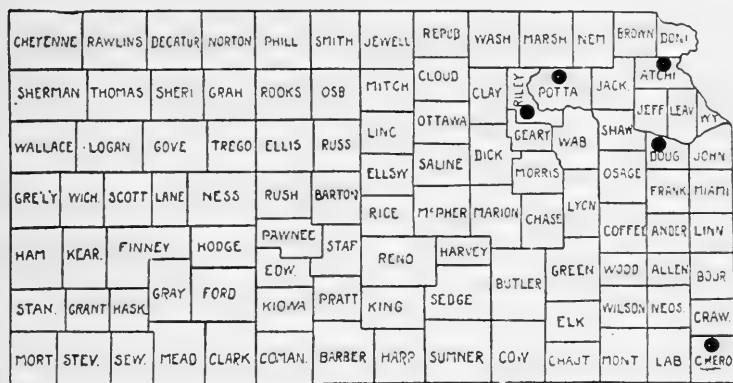 CHEYENNE RAWLINS DECATUR NORTON PHILL SMITH JEWELL REPUB WASH MARSH NEM BROWN DONI
SHERMAN THOMAS SHERI GRAH ROOKS OSB MITCH CLOUD CLAY RILEY POTTA JACK. ATCHI
OTTAWA JEFF LEAV WY
WALLACE LOGAN GOVE TREGO ELLIS RUSS LINC SALINE DICK GEARY WAB SHAW DOUG JOHN
GRE'LY WICH. SCOTT LANE NESS RUSH BARTON ELLSW MORRIS OSAGE FRANK MIAMI
RICE McPHER MARION CHASE LYON COFFEE ANDER LINN
HAM KEAR. FINNEY HODGE PAWNEE STAF RENO HARVEY
EDW. BUTLER GREEN WOOD ALLEN BOUR
STAN. GRANT HASK. GRAY FORD KIOWA PRATT KING SEDGE ELK WILSON NEOS. CRAW.
MORT STEV. SEW. MEAD CLARK COMAN. BARBER HARP SUMNER COW CHAUT MONT LAB CHERO